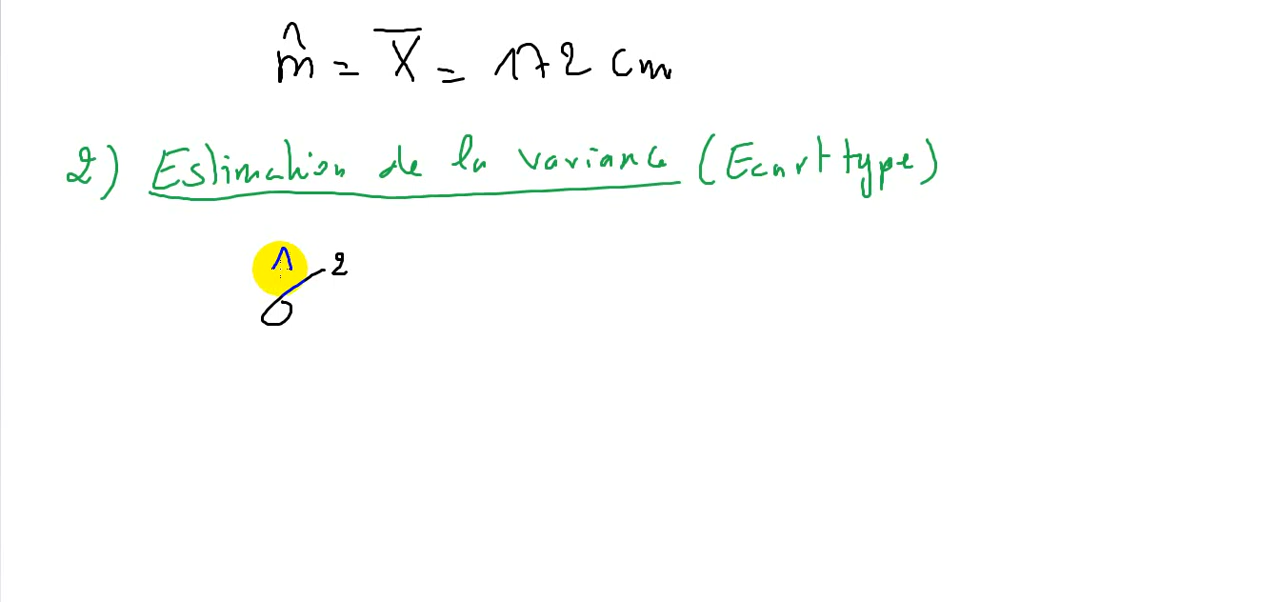 m̂ = X̅ = 172 cm
2) Estimation de la variance (Ecart type)
σ̂²